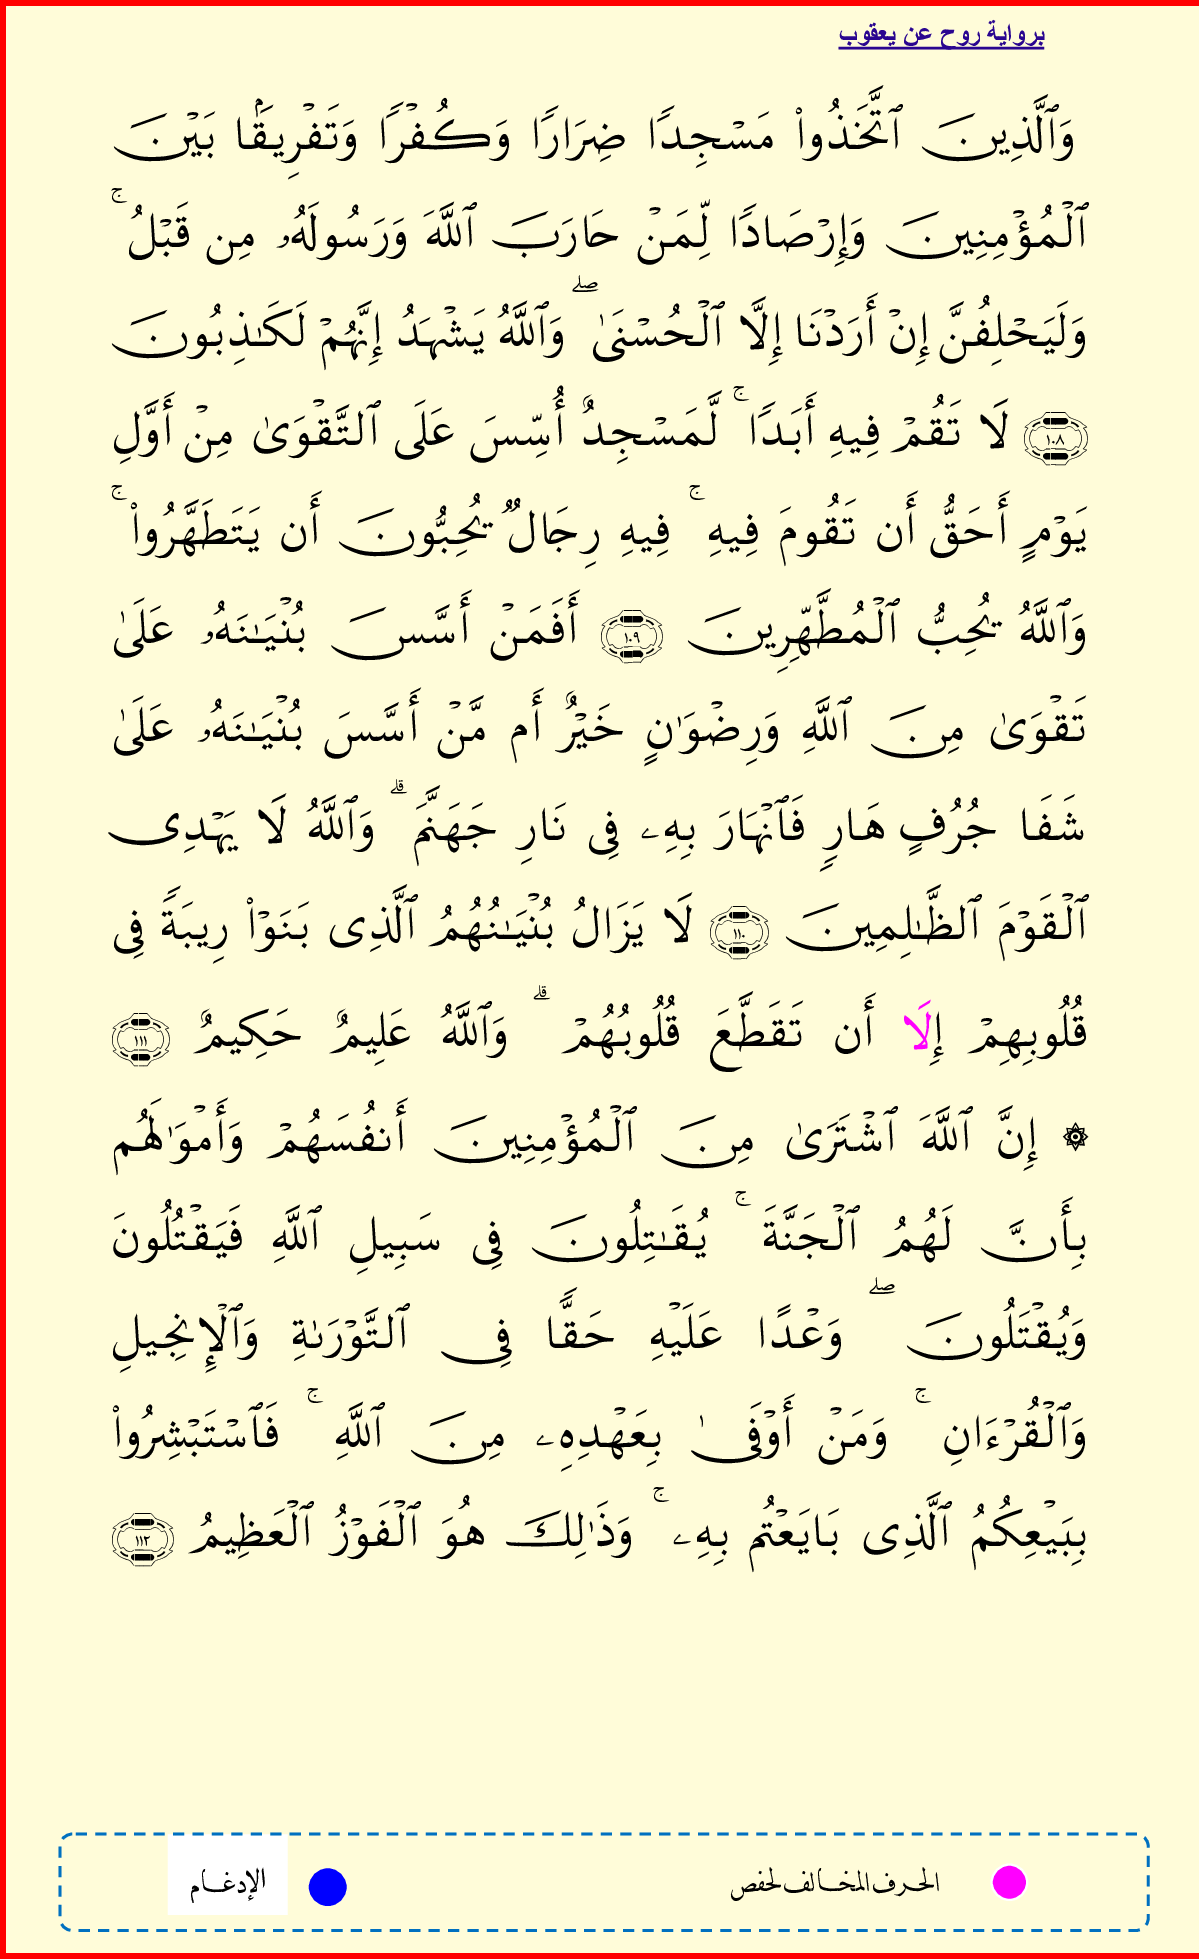 برواية روح عن يعقوب
وَٱلَّذِينَ ٱتَّخَذُوا۟ مَسْجِدًا ضِرَارًا وَكُفْرًا وَتَفْرِيقًۢا بَيْنَ
ٱلْمُؤْمِنِينَ وَإِرْصَادًا لِّمَنْ حَارَبَ ٱللَّهَ وَرَسُولَهُۥ مِن قَبْلُ ۚ
وَلَيَحْلِفُنَّ إِنْ أَرَدْنَا إِلَّا ٱلْحُسْنَىٰ ۖ وَٱللَّهُ يَشْهَدُ إِنَّهُمْ لَكَـٰذِبُونَ
١٠٨ لَا تَقُمْ فِيهِ أَبَدًا ۚ لَّمَسْجِدٌ أُسِّسَ عَلَى ٱلتَّقْوَىٰ مِنْ أَوَّلِ
يَوْمٍ أَحَقُّ أَن تَقُومَ فِيهِ ۚ فِيهِ رِجَالٌ يُحِبُّونَ أَن يَتَطَهَّرُوا۟ ۚ
وَٱللَّهُ يُحِبُّ ٱلْمُطَّهِّرِينَ ١٠٩ أَفَمَنْ أَسَّسَ بُنْيَـٰنَهُۥ عَلَىٰ
تَقْوَىٰ مِنَ ٱللَّهِ وَرِضْوَٰنٍ خَيْرٌ أَم مَّنْ أَسَّسَ بُنْيَـٰنَهُۥ عَلَىٰ
شَفَا جُرُفٍ هَارٍ فَٱنْهَارَ بِهِۦ فِى نَارِ جَهَنَّمَ ۗ وَٱللَّهُ لَا يَهْدِى
ٱلْقَوْمَ ٱلظَّـٰلِمِينَ ١١٠ لَا يَزَالُ بُنْيَـٰنُهُمُ ٱلَّذِى بَنَوْا۟ رِيبَةً فِى
قُلُوبِهِمْ إِلَا أَن تَقَطَّعَ قُلُوبُهُمْ ۗ وَٱللَّهُ عَلِيمٌ حَكِيمٌ ١١١
۞ إِنَّ ٱللَّهَ ٱشْتَرَىٰ مِنَ ٱلْمُؤْمِنِينَ أَنفُسَهُمْ وَأَمْوَٰلَهُم
بِأَنَّ لَهُمُ ٱلْجَنَّةَ ۚ يُقَـٰتِلُونَ فِى سَبِيلِ ٱللَّهِ فَيَقْتُلُونَ
وَيُقْتَلُونَ ۖ وَعْدًا عَلَيْهِ حَقًّا فِى ٱلتَّوْرَىٰةِ وَٱلْإِنجِيلِ
وَٱلْقُرْءَانِ ۚ وَمَنْ أَوْفَىٰ بِعَهْدِهِۦ مِنَ ٱللَّهِ ۚ فَٱسْتَبْشِرُوا۟
بِبَيْعِكُمُ ٱلَّذِى بَايَعْتُم بِهِۦ ۚ وَذَٰلِكَ هُوَ ٱلْفَوْزُ ٱلْعَظِيمُ ١١٢
الحرف المخالف لحفص الإدغام